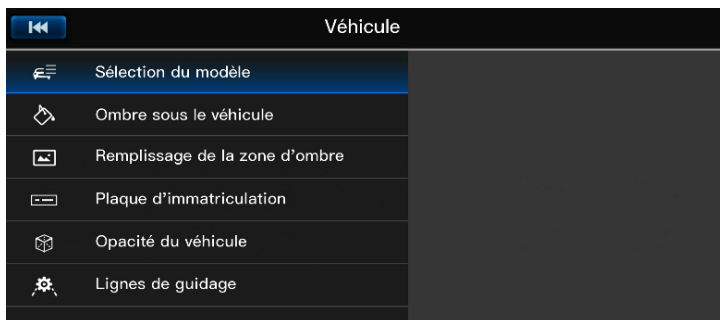 Véhicule
Sélection du modèle
Ombre sous le véhicule
Remplissage de la zone d'ombre
Plaque d'immatriculation
Opacité du véhicule
Lignes de guidage